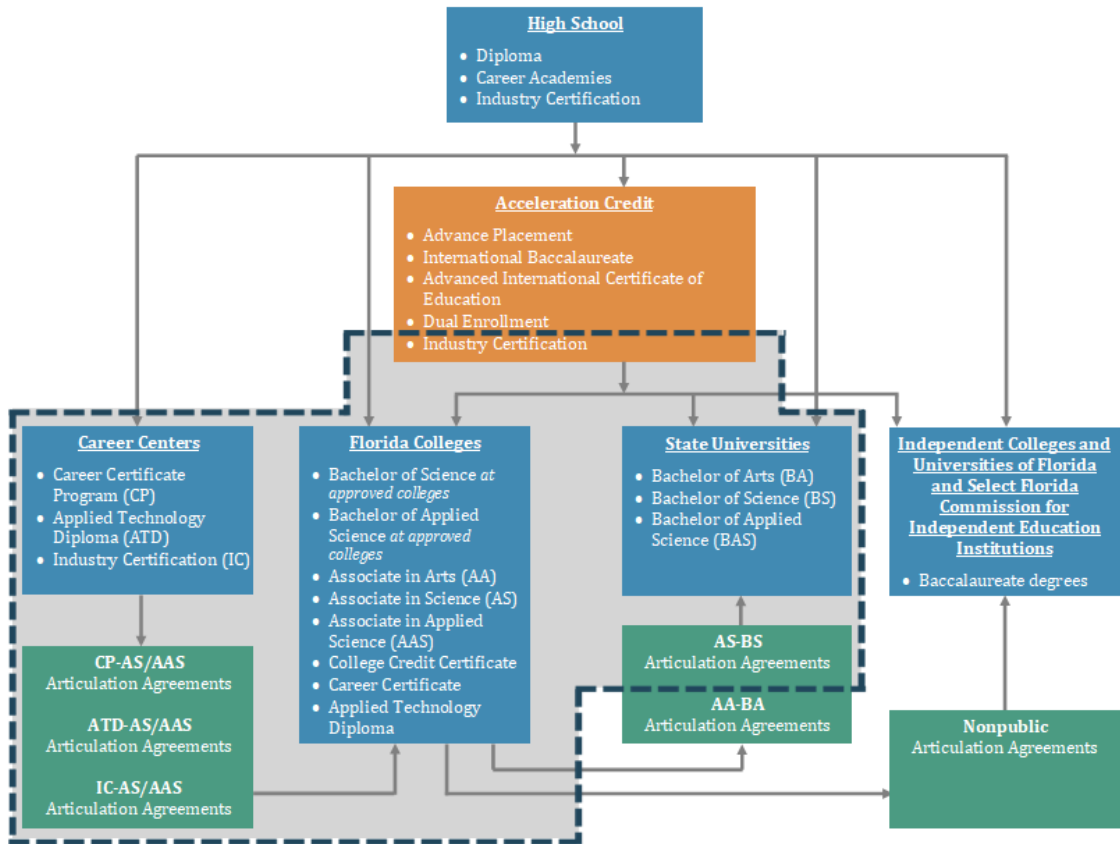 High School
• Diploma
• Career Academies
• Industry Certification
Acceleration Credit
• Advance Placement
• International Baccalaureate
• Advanced International Certificate of
Education
• Dual Enrollment
• Industry Certification
Career Centers
• Career Certificate
Program (CP)
• Applied Technology
Diploma (ATD)
• Industry Certification (IC)
Florida Colleges
• Bachelor of Science at
approved colleges
• Bachelor of Applied
Science at approved
colleges
• Associate in Arts (AA)
• Associate in Science (AS)
• Associate in Applied
Science (AAS)
• College Credit Certificate
• Career Certificate
• Applied Technology
Diploma
State Universities
• Bachelor of Arts (BA)
• Bachelor of Science (BS)
• Bachelor of Applied
Science (BAS)
Independent Colleges and
Universities of Florida
and Select Florida
Commission for
Independent Education
Institutions
• Baccalaureate degrees
CP-AS/AAS
Articulation Agreements
ATD-AS/AAS
Articulation Agreements
IC-AS/AAS
Articulation Agreements
AS-BS
Articulation Agreements
AA-BA
Articulation Agreements
Nonpublic
Articulation Agreements